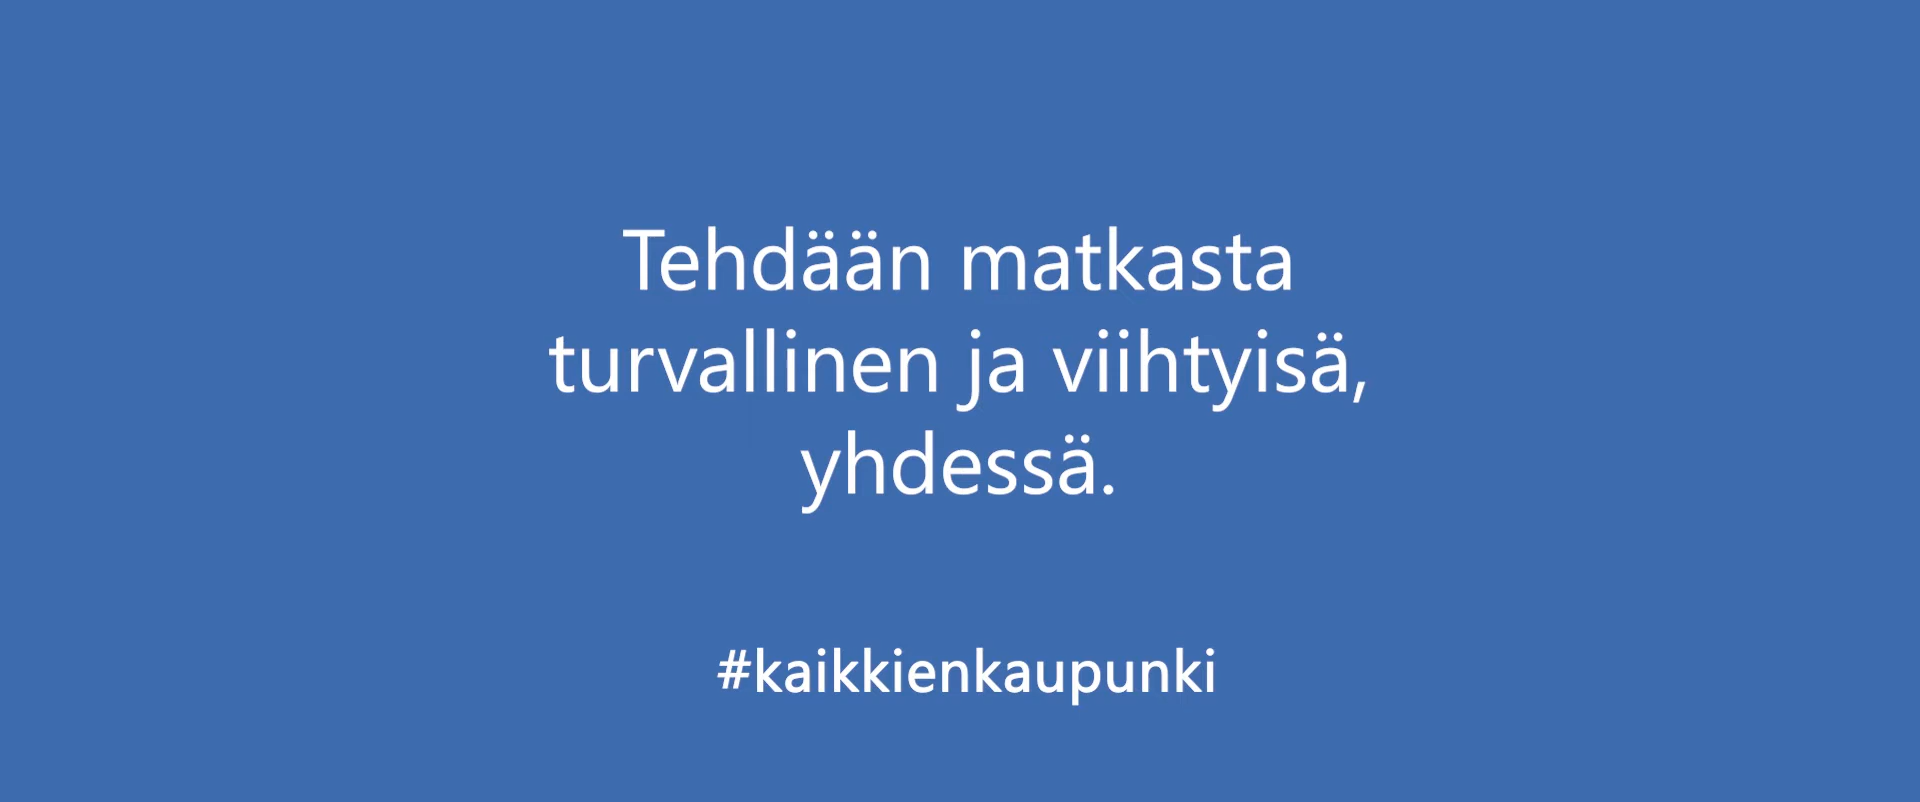 Tehdään matkasta
turvallinen ja viihtyisä,
yhdessä.
#kaikkienkaupunki